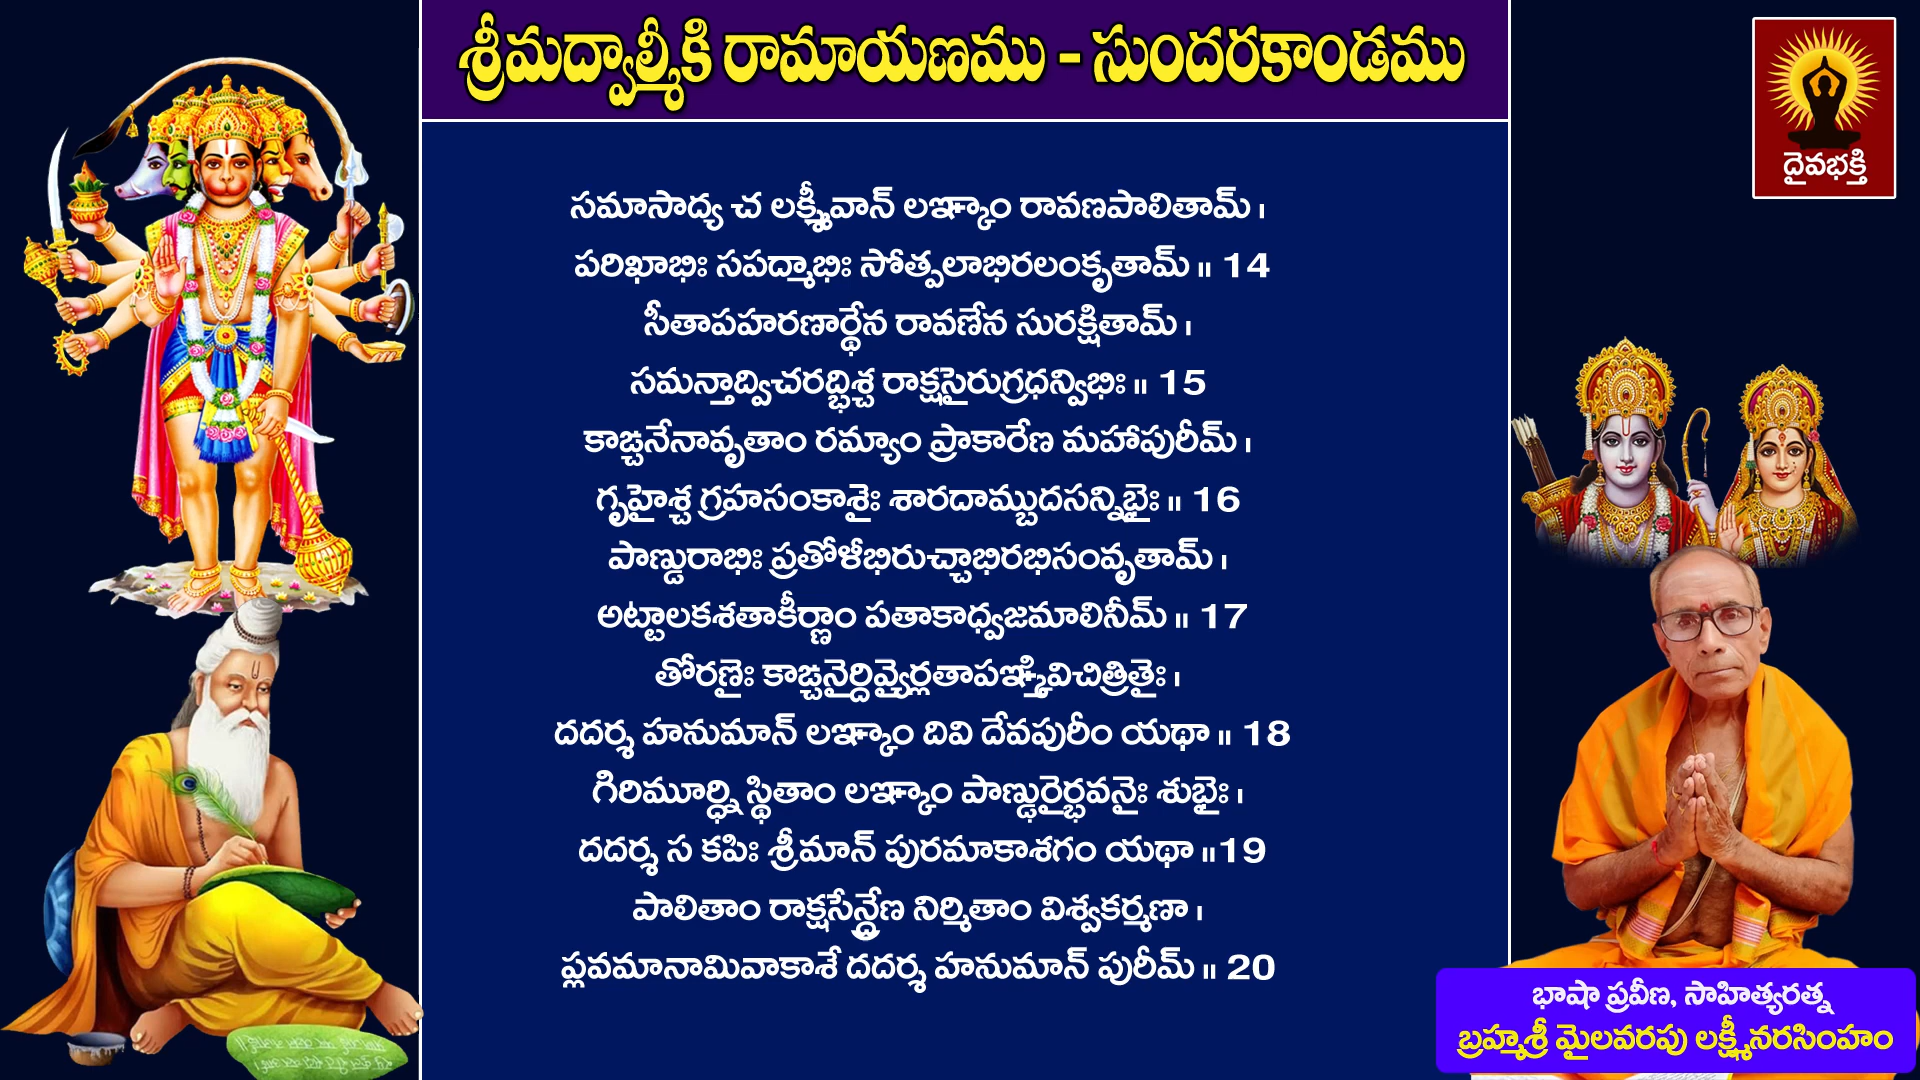 శ్రీమద్వాల్మీకి రామాయణము - సుందరకాండము
దైవభక్తి
సమాసాద్య చ లక్ష్మీవాన్ లఙ్కాం రావణపాలితామ్ ।
పరిఖాభిః సపద్మాభిః సోత్పలాభిరలంకృతామ్ ॥ 14
సీతాపహరణార్థేన రావణేన సురక్షితామ్ ।
సమన్తాద్విచరద్భిశ్చ రాక్షసైరుగ్రధన్విభిః ॥ 15
కాఞ్చనేనావృతాం రమ్యాం ప్రాకారేణ మహాపురీమ్ ।
గృహైశ్చ గ్రహసంకాశైః శారదామ్బుదసన్నిభైః ॥ 16
పాణ్డురాభిః ప్రతోళీభిరుచ్చాభిరభిసంవృతామ్ ।
అట్టాలకశతాకీర్ణాం పతాకాధ్వజమాలినీమ్ ॥ 17
తోరణైః కాఞ్చనైర్దివ్యైర్లతాపఙ్క్తివిచిత్రితైః ।
దదర్శ హనుమాన్ లఙ్కాం దివి దేవపురీం యథా ॥ 18
గిరిమూర్ధ్ని స్థితాం లఙ్కాం పాణ్డురైర్భవనైః శుభైః ।
దదర్శ స కపిః శ్రీమాన్ పురమాకాశగం యథా ॥19
పాలితాం రాక్షసేన్ద్రేణ నిర్మితాం విశ్వకర్మణా ।
ప్లవమానామివాకాశే దదర్శ హనుమాన్ పురీమ్ ॥ 20
భాషా ప్రవీణ, సాహిత్యరత్న
బ్రహ్మశ్రీ మైలవరపు లక్ష్మీనరసింహం